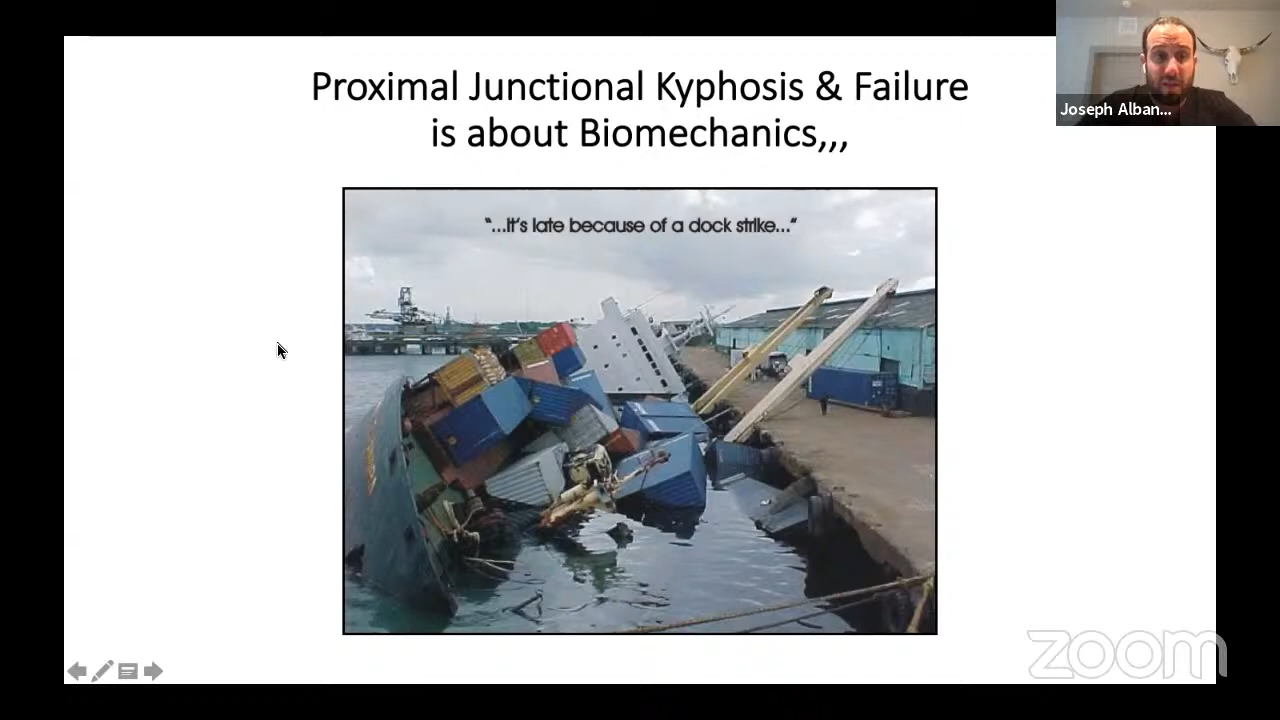 Proximal Junctional Kyphosis & Failure
is about Biomechanics,,,
"...It's late because of a dock strike..."
Joseph Alban...
zoom